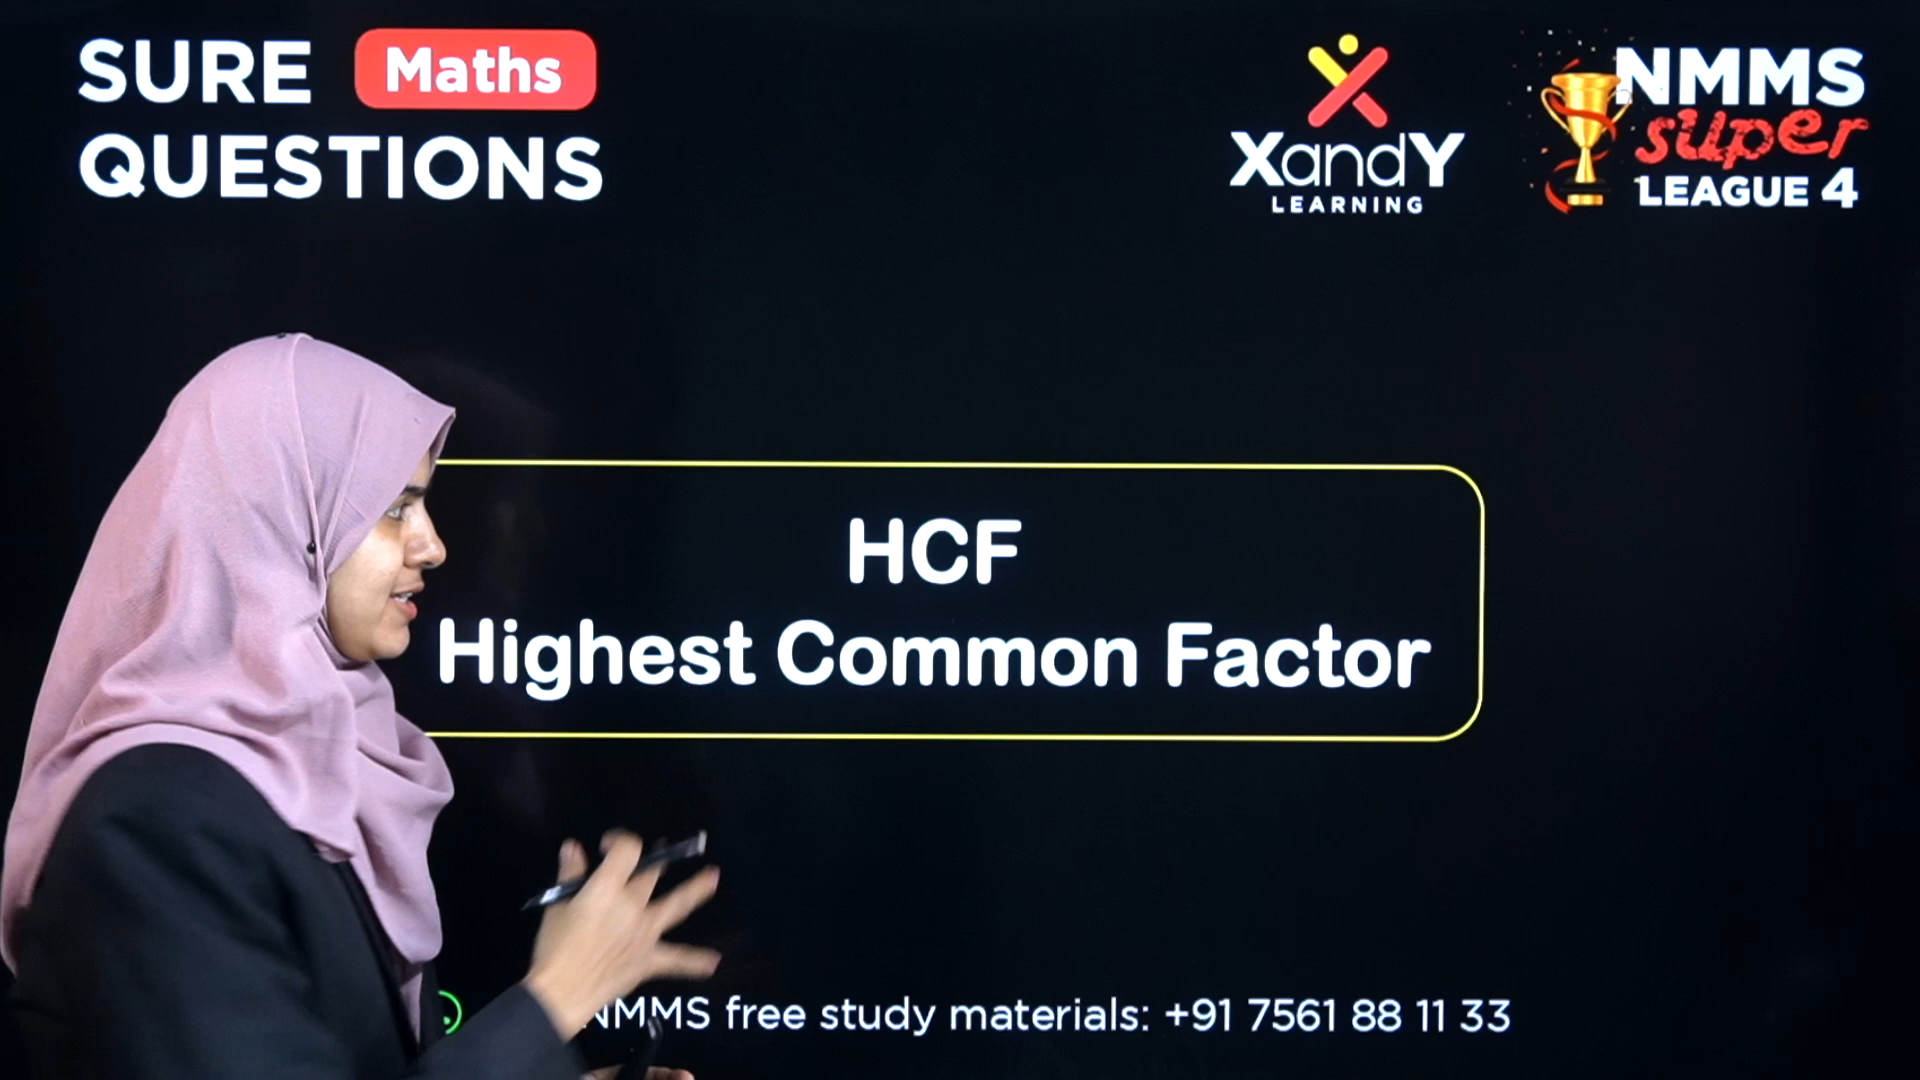 SURE Maths
QUESTIONS
XandY
LEARNING
NMMS
super
LEAGUE 4
HCF
Highest Common Factor
NMMS free study materials: +91 7561 88 11 33